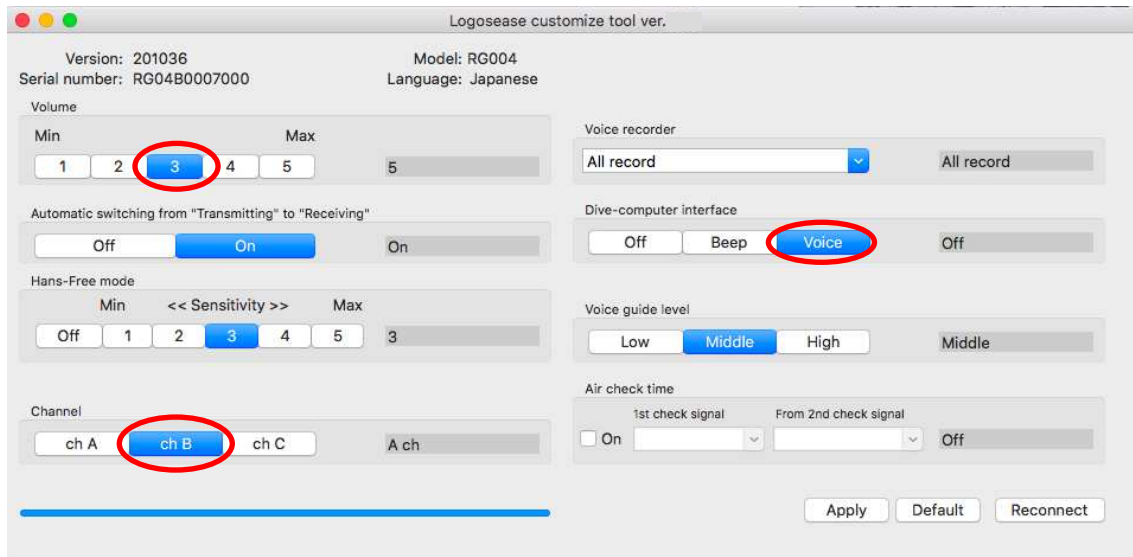 Logosease customize tool ver.
Version: 201036
Serial number: RG04B0007000
Model: RG004
Language: Japanese
Volume
Min Max
1 2 3 4 5 5
Automatic switching from "Transmitting" to "Receiving"
Off On On
Hans-Free mode
Min << Sensitivity >> Max
Off 1 2 3 4 5 3
Channel
ch A ch B ch C A ch
Voice recorder
All record All record
Dive-computer interface
Off Beep Voice Off
Voice guide level
Low Middle High Middle
Air check time
1st check signal From 2nd check signal
On Off
Apply Default Reconnect